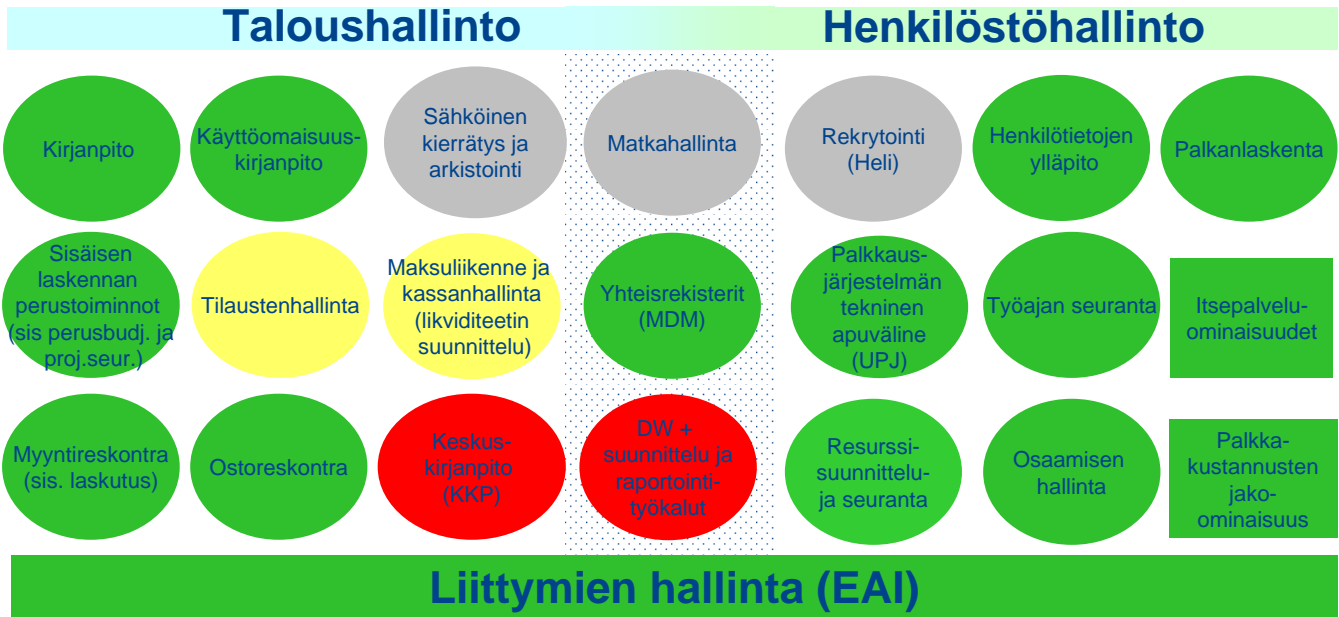 Taloushallinto
Henkilöstöhallinto
Kirjanpito
Käyttöomaisuus-
kirjanpito
Sähköinen
kierrätys ja
arkistointi
Matkahallinta
Rekrytointi
(Heli)
Henkilötietojen
ylläpito
Palkanlaskenta
Sisäisen
laskennan
perustoiminnot
(sis perusbudj. ja
proj.seur.)
Tilaustenhallinta
Maksuliikenne ja
kassanhallinta
(likviditeetin
suunnittelu)
Yhteisrekisterit
(MDM)
Palkkaus-
järjestelmän
tekninen
apuväline
(UPJ)
Työajan seuranta
Itsepalvelu-
ominaisuudet
Myyntireskontra
(sis. laskutus)
Ostoreskontra
Keskus-
kirjanpito
(KKP)
DW +
suunnittelu ja
raportointi-
työkalut
Resurssi-
suunnittelu-
ja seuranta
Osaamisen
hallinta
Palkka-
kustannusten
jako-
ominaisuus
Liittymien hallinta (EAI)